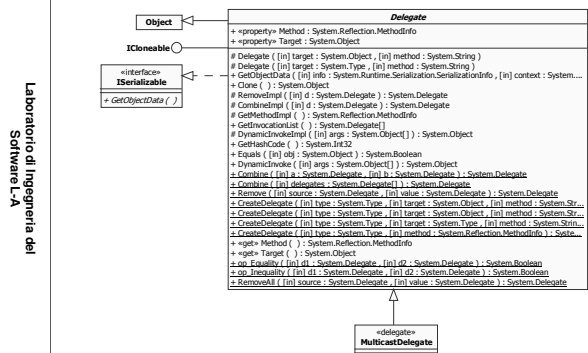 Laboratorio di Ingegneria del
Software L-A
Object
ICloneable
«interface»
ISerializable
+ GetObjectData ( )
Delegate
+ «property» Method : System.Reflection.MethodInfo
+ «property» Target : System.Object
# Delegate ( [in] target : System.Object , [in] method : System.String )
# Delegate ( [in] target : System.Type , [in] method : System.String )
+ GetObjectData ( [in] info : System.Runtime.Serialization.SerializationInfo , [in] context : System....
+ Clone ( ) : System.Object
# RemoveImpl ( [in] d : System.Delegate ) : System.Delegate
# CombineImpl ( [in] d : System.Delegate ) : System.Delegate
# GetMethodImpl ( ) : System.Reflection.MethodInfo
+ GetInvocationList ( ) : System.Delegate[]
# DynamicInvokeImpl ( [in] args : System.Object[] ) : System.Object
+ GetHashCode ( ) : System.Int32
+ Equals ( [in] obj : System.Object ) : System.Boolean
+ DynamicInvoke ( [in] args : System.Object[] ) : System.Object
+ Combine ( [in] a : System.Delegate , [in] b : System.Delegate ) : System.Delegate
+ Combine ( [in] delegates : System.Delegate[] ) : System.Delegate
+ Remove ( [in] source : System.Delegate , [in] value : System.Delegate ) : System.Delegate
+ CreateDelegate ( [in] type : System.Type , [in] target : System.Object , [in] method : System.Str...
+ CreateDelegate ( [in] type : System.Type , [in] target : System.Object , [in] method : System.Str...
+ CreateDelegate ( [in] type : System.Type , [in] target : System.Type , [in] method : System.Strin...
+ CreateDelegate ( [in] type : System.Type , [in] method : System.Reflection.MethodInfo ) : Syste...
+ «get» Method ( ) : System.Reflection.MethodInfo
+ «get» Target ( ) : System.Object
+ op_Equality ( [in] d1 : System.Delegate , [in] d2 : System.Delegate ) : System.Boolean
+ op_Inequality ( [in] d1 : System.Delegate , [in] d2 : System.Delegate ) : System.Boolean
+ RemoveAll ( [in] source : System.Delegate , [in] value : System.Delegate ) : System.Delegate
«delegate»
MulticastDelegate